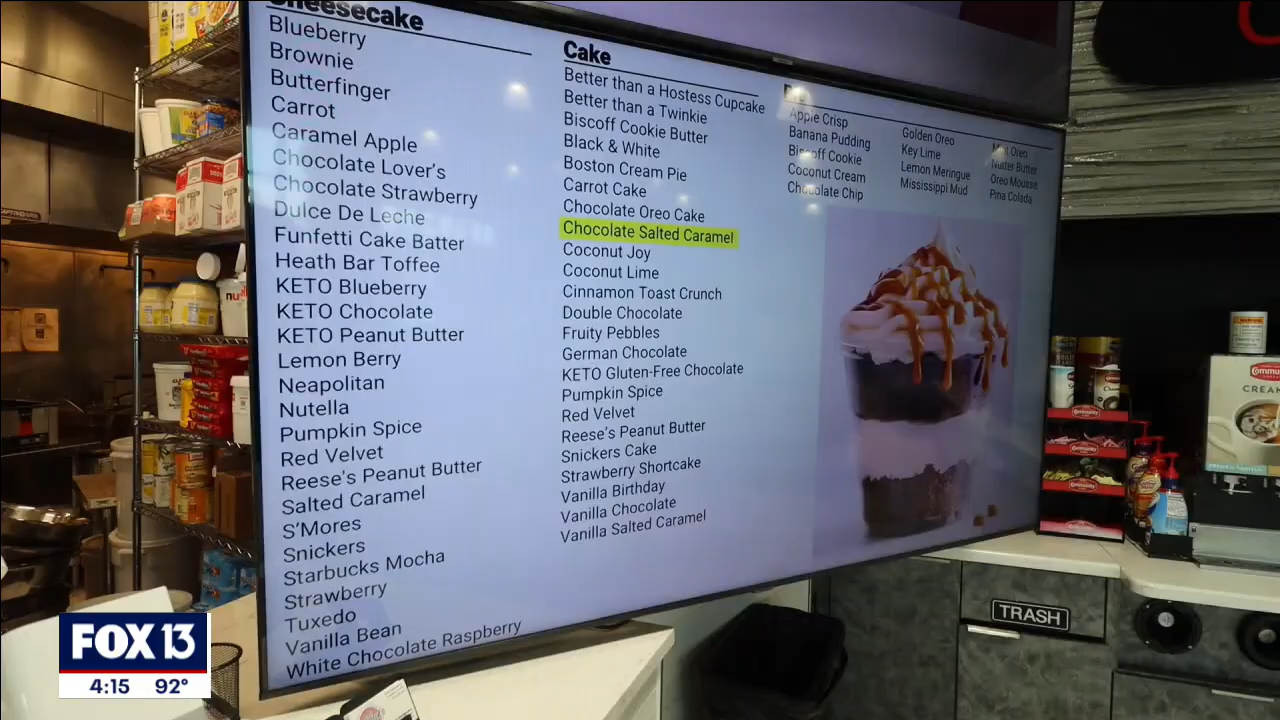 Cheesecake
Blueberry
Brownie
Butterfinger
Carrot
Caramel Apple
Chocolate Lover's
Chocolate Strawberry
Dulce De Leche
Funfetti Cake Batter
Heath Bar Toffee
KETO Blueberry
KETO Chocolate
KETO Peanut Butter
Lemon Berry
Neapolitan
Nutella
Pumpkin Spice
Red Velvet
Reese's Peanut Butter
Salted Caramel
S'Mores
Snickers
Starbucks Mocha
Strawberry
Tuxedo
Vanilla Bean
White Chocolate Raspberry
Cake
Better than a Hostess Cupcake
Better than a Twinkie
Biscoff Cookie Butter
Black & White
Boston Cream Pie
Carrot Cake
Chocolate Oreo Cake
Chocolate Salted Caramel
Coconut Joy
Coconut Lime
Cinnamon Toast Crunch
Double Chocolate
Fruity Pebbles
German Chocolate
KETO Gluten-Free Chocolate
Pumpkin Spice
Red Velvet
Reese's Peanut Butter
Snickers Cake
Strawberry Shortcake
Vanilla Birthday
Vanilla Chocolate
Vanilla Salted Caramel
Pie
Apple Crisp
Banana Pudding
Biscoff Cookie
Coconut Cream
Chocolate Chip
Golden Oreo
Key Lime
Lemon Meringue
Mississippi Mud
Mint Oreo
Nutter Butter
Oreo Mousse
Pina Colada
TRASH
FOX 13
4:15 92°